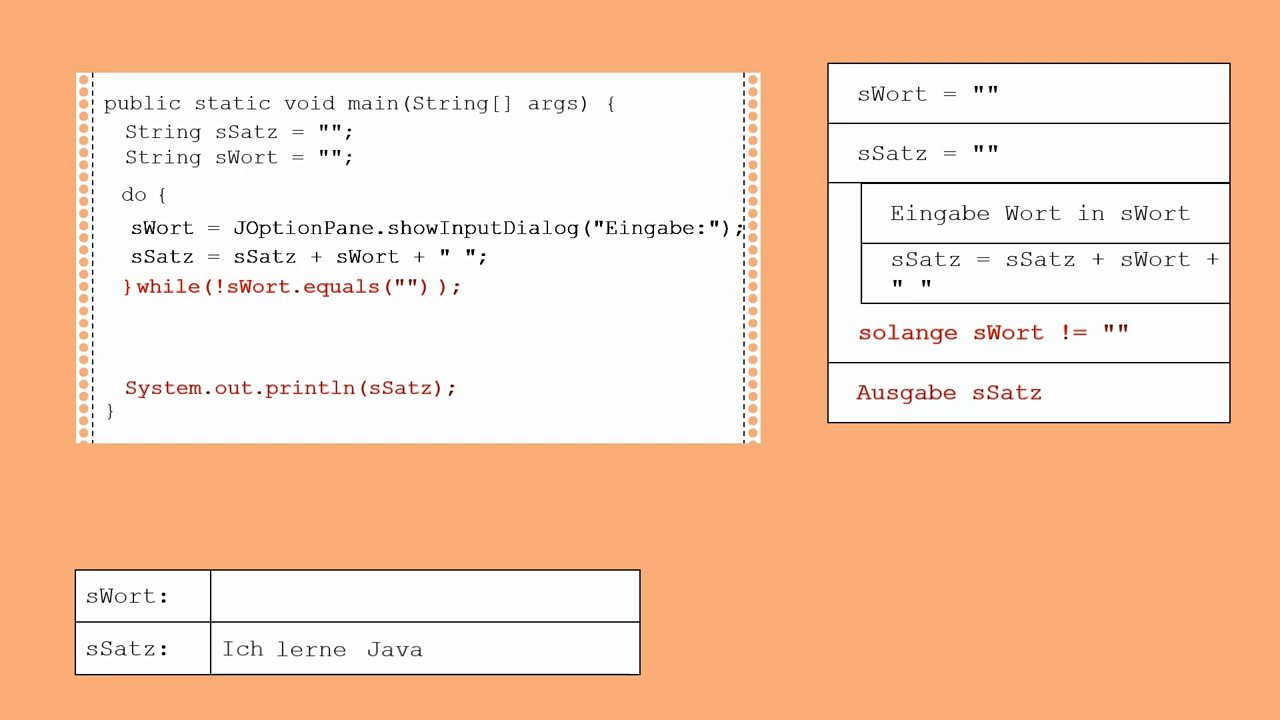 public static void main(String[] args) {
String sSatz = "";
String sWort = "";
do {
sWort = JOptionPane.showInputDialog("Eingabe:");
sSatz = sSatz + sWort + " ";
}while(!sWort.equals("") );
System.out.println(sSatz);
}
sWort = ""
sSatz = ""
Eingabe Wort in sWort
sSatz = sSatz + sWort +
" "
solange sWort != ""
Ausgabe sSatz
sWort:
sSatz: Ich lerne Java